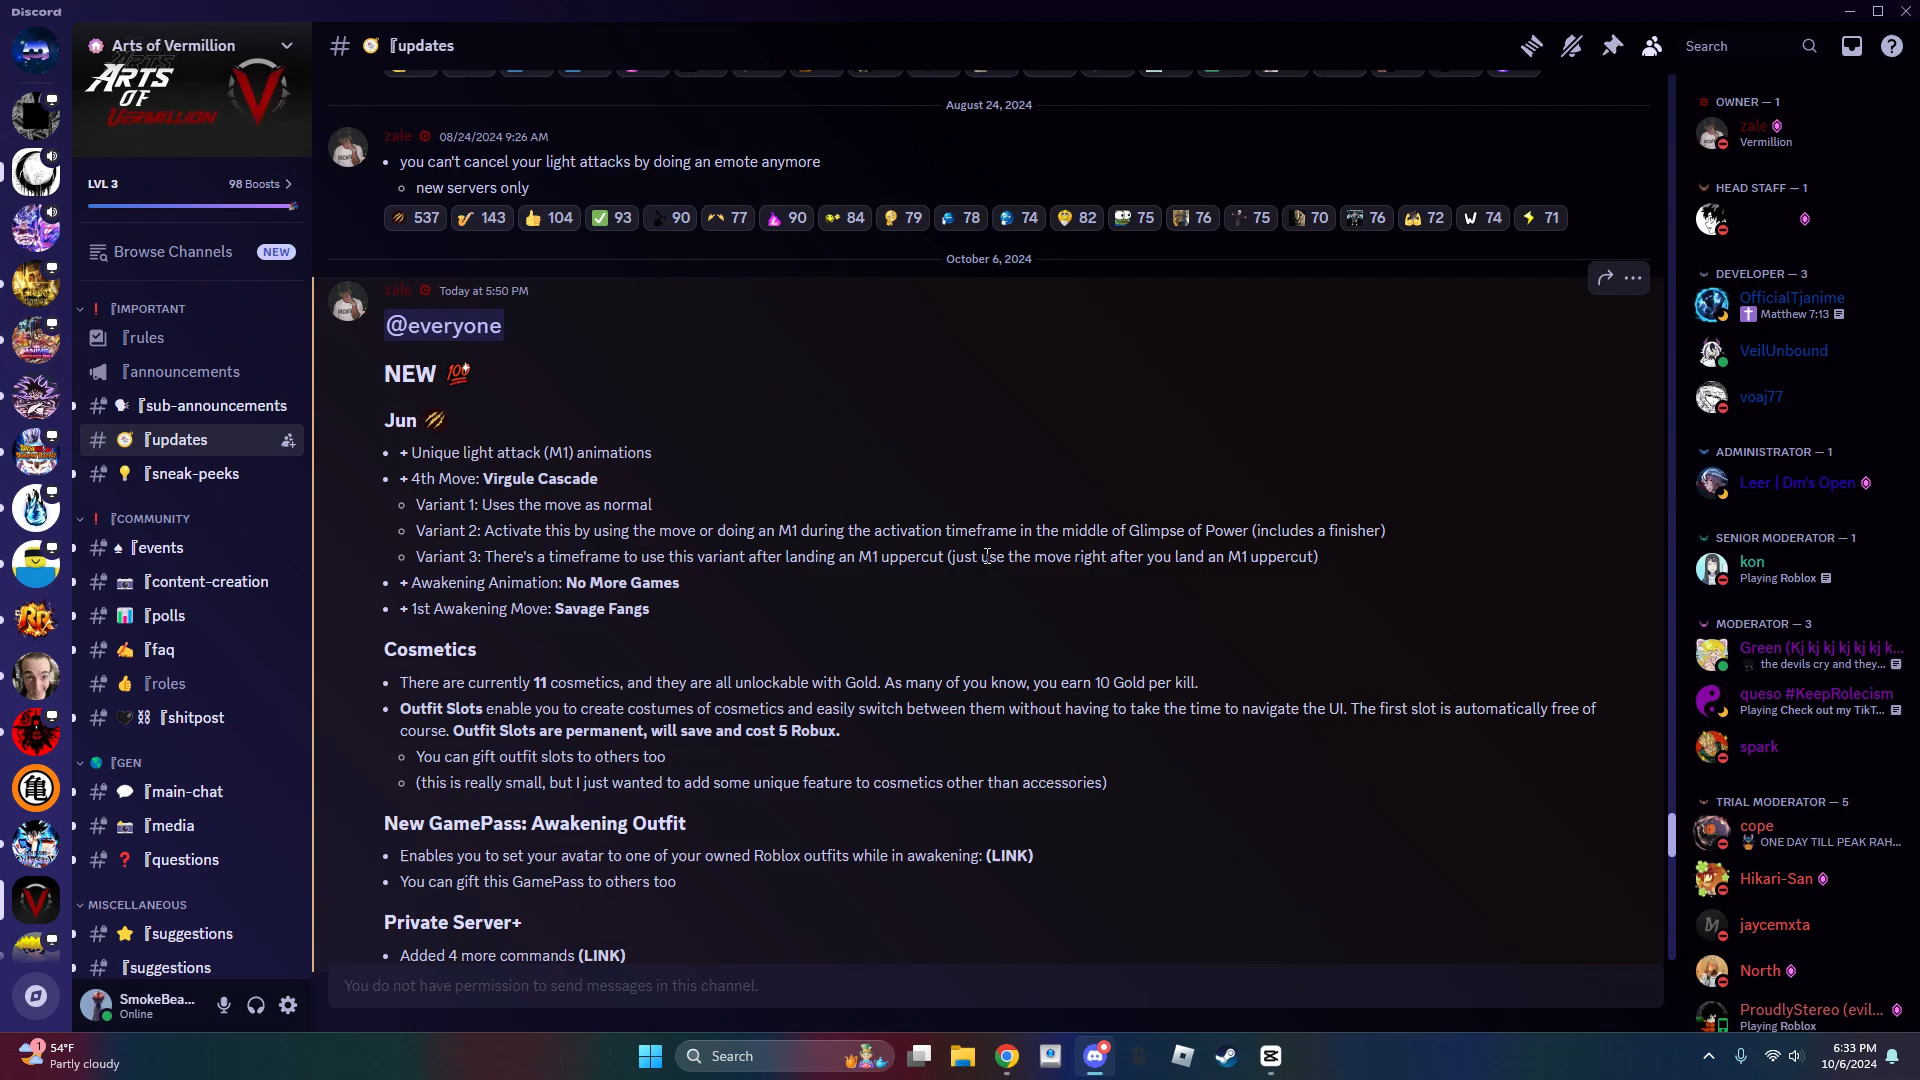 Discord
Arts of Vermillion
ARTS
OF
VERMILLION
LVL 3
98 Boosts
Browse Channels
NEW
『IMPORTANT
『rules
『announcements
『sub-announcements
『updates
『sneak-peeks
『COMMUNITY
『events
『content-creation
『polls
『faq
『roles
『shitpost
『GEN
『main-chat
『media
『questions
MISCELLANEOUS
『suggestions
『suggestions
SmokeBea...
Online
『updates
Search
August 24, 2024
zale 08/24/2024 9:26 AM
• you can't cancel your light attacks by doing an emote anymore
◦ new servers only
537 143 104 93 90 77 90 84 79 78 74 82 75 76 75 70 76 72 W 74 71
October 6, 2024
zale Today at 5:50 PM
@everyone
NEW 💯
Jun
• + Unique light attack (M1) animations
• + 4th Move: Virgule Cascade
◦ Variant 1: Uses the move as normal
◦ Variant 2: Activate this by using the move or doing an M1 during the activation timeframe in the middle of Glimpse of Power (includes a finisher)
◦ Variant 3: There's a timeframe to use this variant after landing an M1 uppercut (just use the move right after you land an M1 uppercut)
• + Awakening Animation: No More Games
• + 1st Awakening Move: Savage Fangs
Cosmetics
• There are currently 11 cosmetics, and they are all unlockable with Gold. As many of you know, you earn 10 Gold per kill.
• Outfit Slots enable you to create costumes of cosmetics and easily switch between them without having to take the time to navigate the UI. The first slot is automatically free of
course. Outfit Slots are permanent, will save and cost 5 Robux.
◦ You can gift outfit slots to others too
◦ (this is really small, but I just wanted to add some unique feature to cosmetics other than accessories)
New GamePass: Awakening Outfit
• Enables you to set your avatar to one of your owned Roblox outfits while in awakening: (LINK)
• You can gift this GamePass to others too
Private Server+
• Added 4 more commands (LINK)
You do not have permission to send messages in this channel.
OWNER — 1
zale
Vermillion
HEAD STAFF — 1
DEVELOPER — 3
OfficialTjanime
Matthew 7:13
VeilUnbound
voaj77
ADMINISTRATOR — 1
Leer | Dm's Open
SENIOR MODERATOR — 1
kon
Playing Roblox
MODERATOR — 3
Green (Kj kj kj kj kj kj k...
the devils cry and they...
queso #KeepRolecism
Playing Check out my TikT...
spark
TRIAL MODERATOR — 5
cope
ONE DAY TILL PEAK RAH...
Hikari-San
jaycemxta
North
ProudlyStereo (evil...
Playing Roblox
1
54°F
Partly cloudy
Search
6:33 PM
10/6/2024